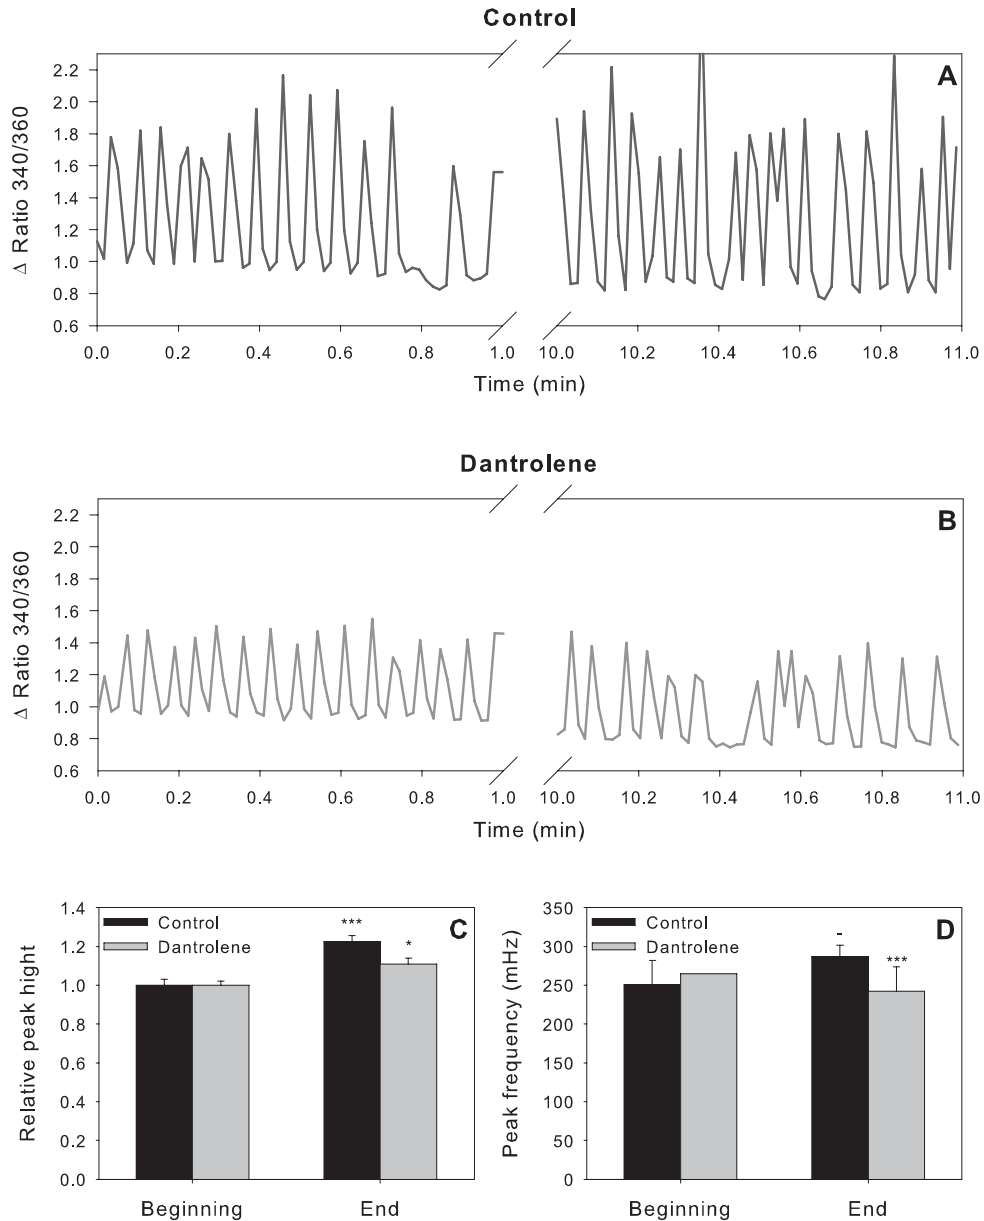 Control
A
Δ Ratio 340/360
2.2
2.0
1.8
1.6
1.4
1.2
1.0
0.8
0.6
0.0 0.2 0.4 0.6 0.8 1.0 10.0 10.2 10.4 10.6 10.8 11.0
Time (min) Time (min)
Dantrolene
B
Δ Ratio 340/360
2.2
2.0
1.8
1.6
1.4
1.2
1.0
0.8
0.6
0.0 0.2 0.4 0.6 0.8 1.0 10.0 10.2 10.4 10.6 10.8 11.0
Time (min) Time (min)
C
Relative peak hight
1.4
1.2
1.0
0.8
0.6
0.4
0.2
0.0
Control
Dantrolene
***
*
Beginning End
D
Peak frequency (mHz)
350
300
250
200
150
100
50
0
Control
Dantrolene
-
***
Beginning End